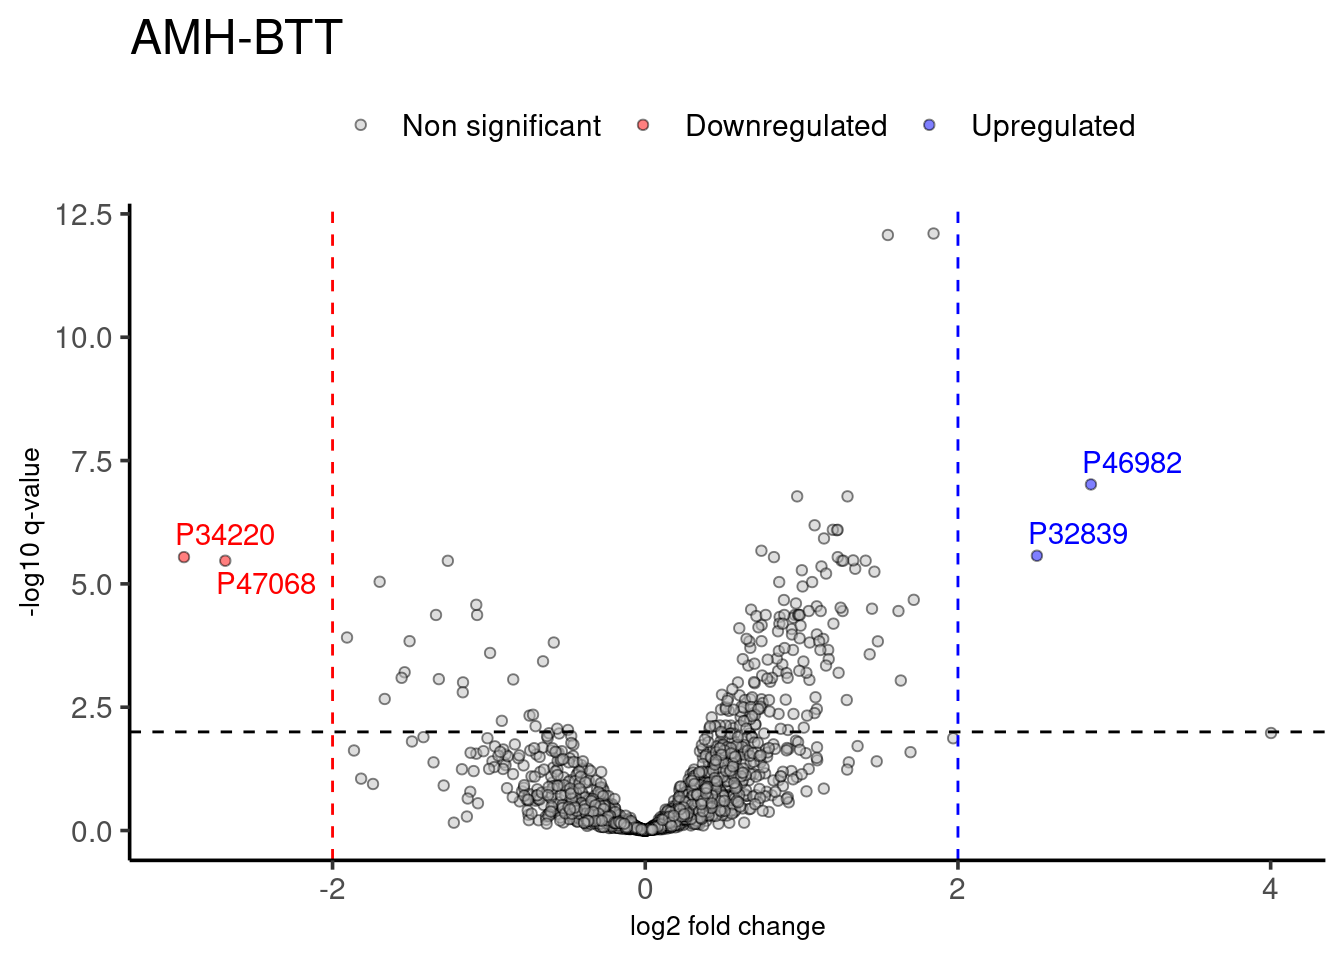 AMH-BTT
Non significant Downregulated Upregulated
12.5
10.0
7.5
5.0
2.5
0.0
-log10 q-value
P46982
P34220
P32839
P47068
-2 0 2 4
log2 fold change